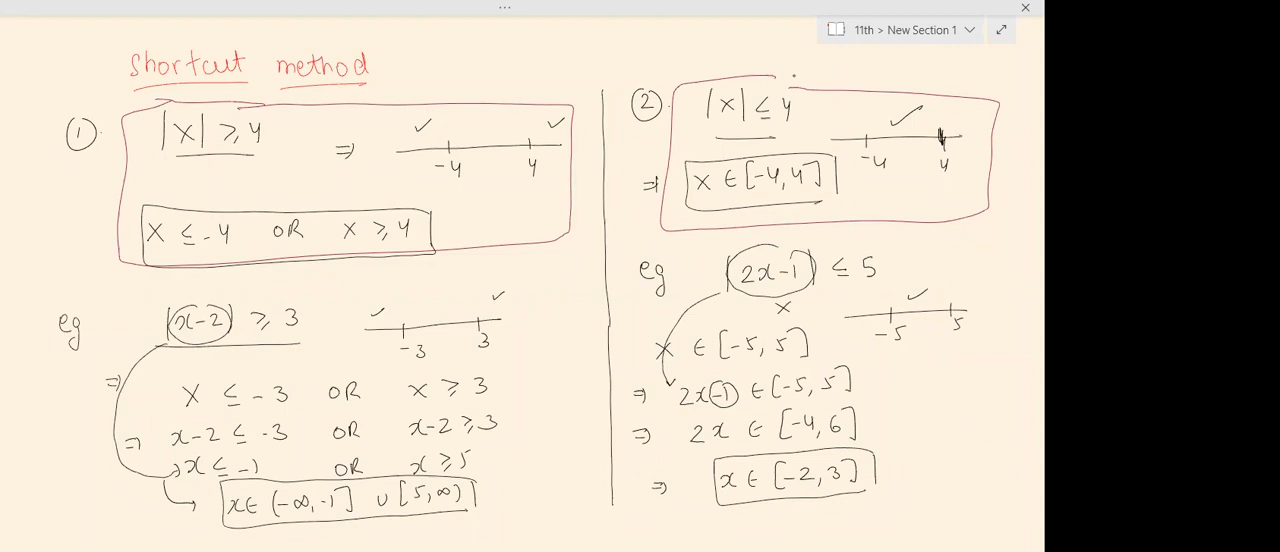 11th > New Section 1
Shortcut method
① |X| ≥ 4 ⇒ -4 4
X ≤ -4 OR X ≥ 4
eg |x-2| ≥ 3 -3 3
⇒ X ≤ -3 OR X ≥ 3
⇒ x-2 ≤ -3 OR x-2 ≥ 3
x ≤ -1 OR x ≥ 5
x ∈ (-∞, -1] ∪ [5, ∞)
② |X| ≤ 4 -4 4
⇒ X ∈ [-4, 4]
eg |2x-1| ≤ 5
X -5 5
X ∈ [-5, 5]
⇒ 2x-1 ∈ [-5, 5]
⇒ 2x ∈ [-4, 6]
⇒ x ∈ [-2, 3]